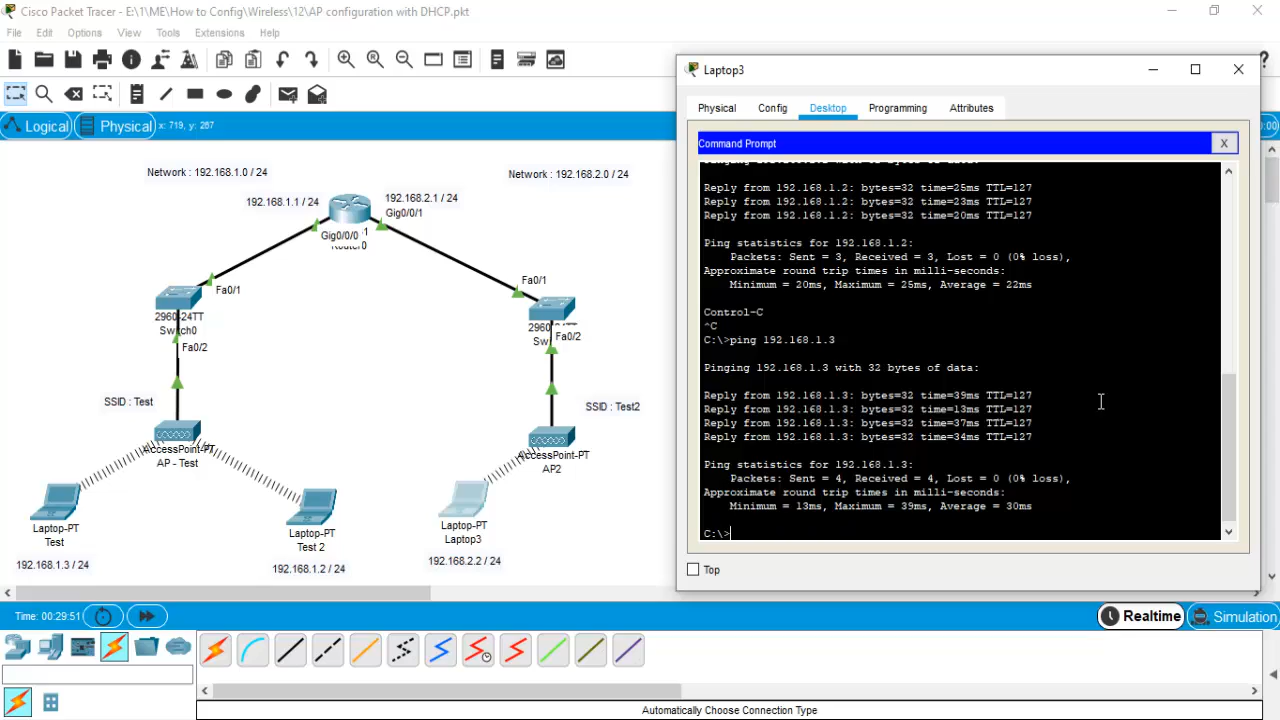 Cisco Packet Tracer - E:\1\ME\How to Config\Wireless\12\AP configuration with DHCP.pkt
File Edit Options View Tools Extensions Help
Logical Physical x: 719, y: 287
Network : 192.168.1.0 / 24
Network : 192.168.2.0 / 24
192.168.1.1 / 24
192.168.2.1 / 24
Gig0/0/1
Gig0/0/0
Fa0/1
Fa0/1
2960-24TT
Switch0
Fa0/2
2960
Sw
Fa0/2
SSID : Test
SSID : Test2
AccessPoint-PT
AP - Test
AccessPoint-PT
AP2
Laptop-PT
Test
192.168.1.3 / 24
Laptop-PT
Test 2
192.168.1.2 / 24
Laptop-PT
Laptop3
192.168.2.2 / 24
Laptop3
Physical Config Desktop Programming Attributes
Command Prompt
X
Reply from 192.168.1.2: bytes=32 time=25ms TTL=127
Reply from 192.168.1.2: bytes=32 time=23ms TTL=127
Reply from 192.168.1.2: bytes=32 time=20ms TTL=127
Ping statistics for 192.168.1.2:
Packets: Sent = 3, Received = 3, Lost = 0 (0% loss),
Approximate round trip times in milli-seconds:
Minimum = 20ms, Maximum = 25ms, Average = 22ms
Control-C
^C
C:\>ping 192.168.1.3
Pinging 192.168.1.3 with 32 bytes of data:
Reply from 192.168.1.3: bytes=32 time=39ms TTL=127
Reply from 192.168.1.3: bytes=32 time=13ms TTL=127
Reply from 192.168.1.3: bytes=32 time=37ms TTL=127
Reply from 192.168.1.3: bytes=32 time=34ms TTL=127
Ping statistics for 192.168.1.3:
Packets: Sent = 4, Received = 4, Lost = 0 (0% loss),
Approximate round trip times in milli-seconds:
Minimum = 13ms, Maximum = 39ms, Average = 30ms
C:\>
Top
Time: 00:29:51
Realtime Simulation
Automatically Choose Connection Type